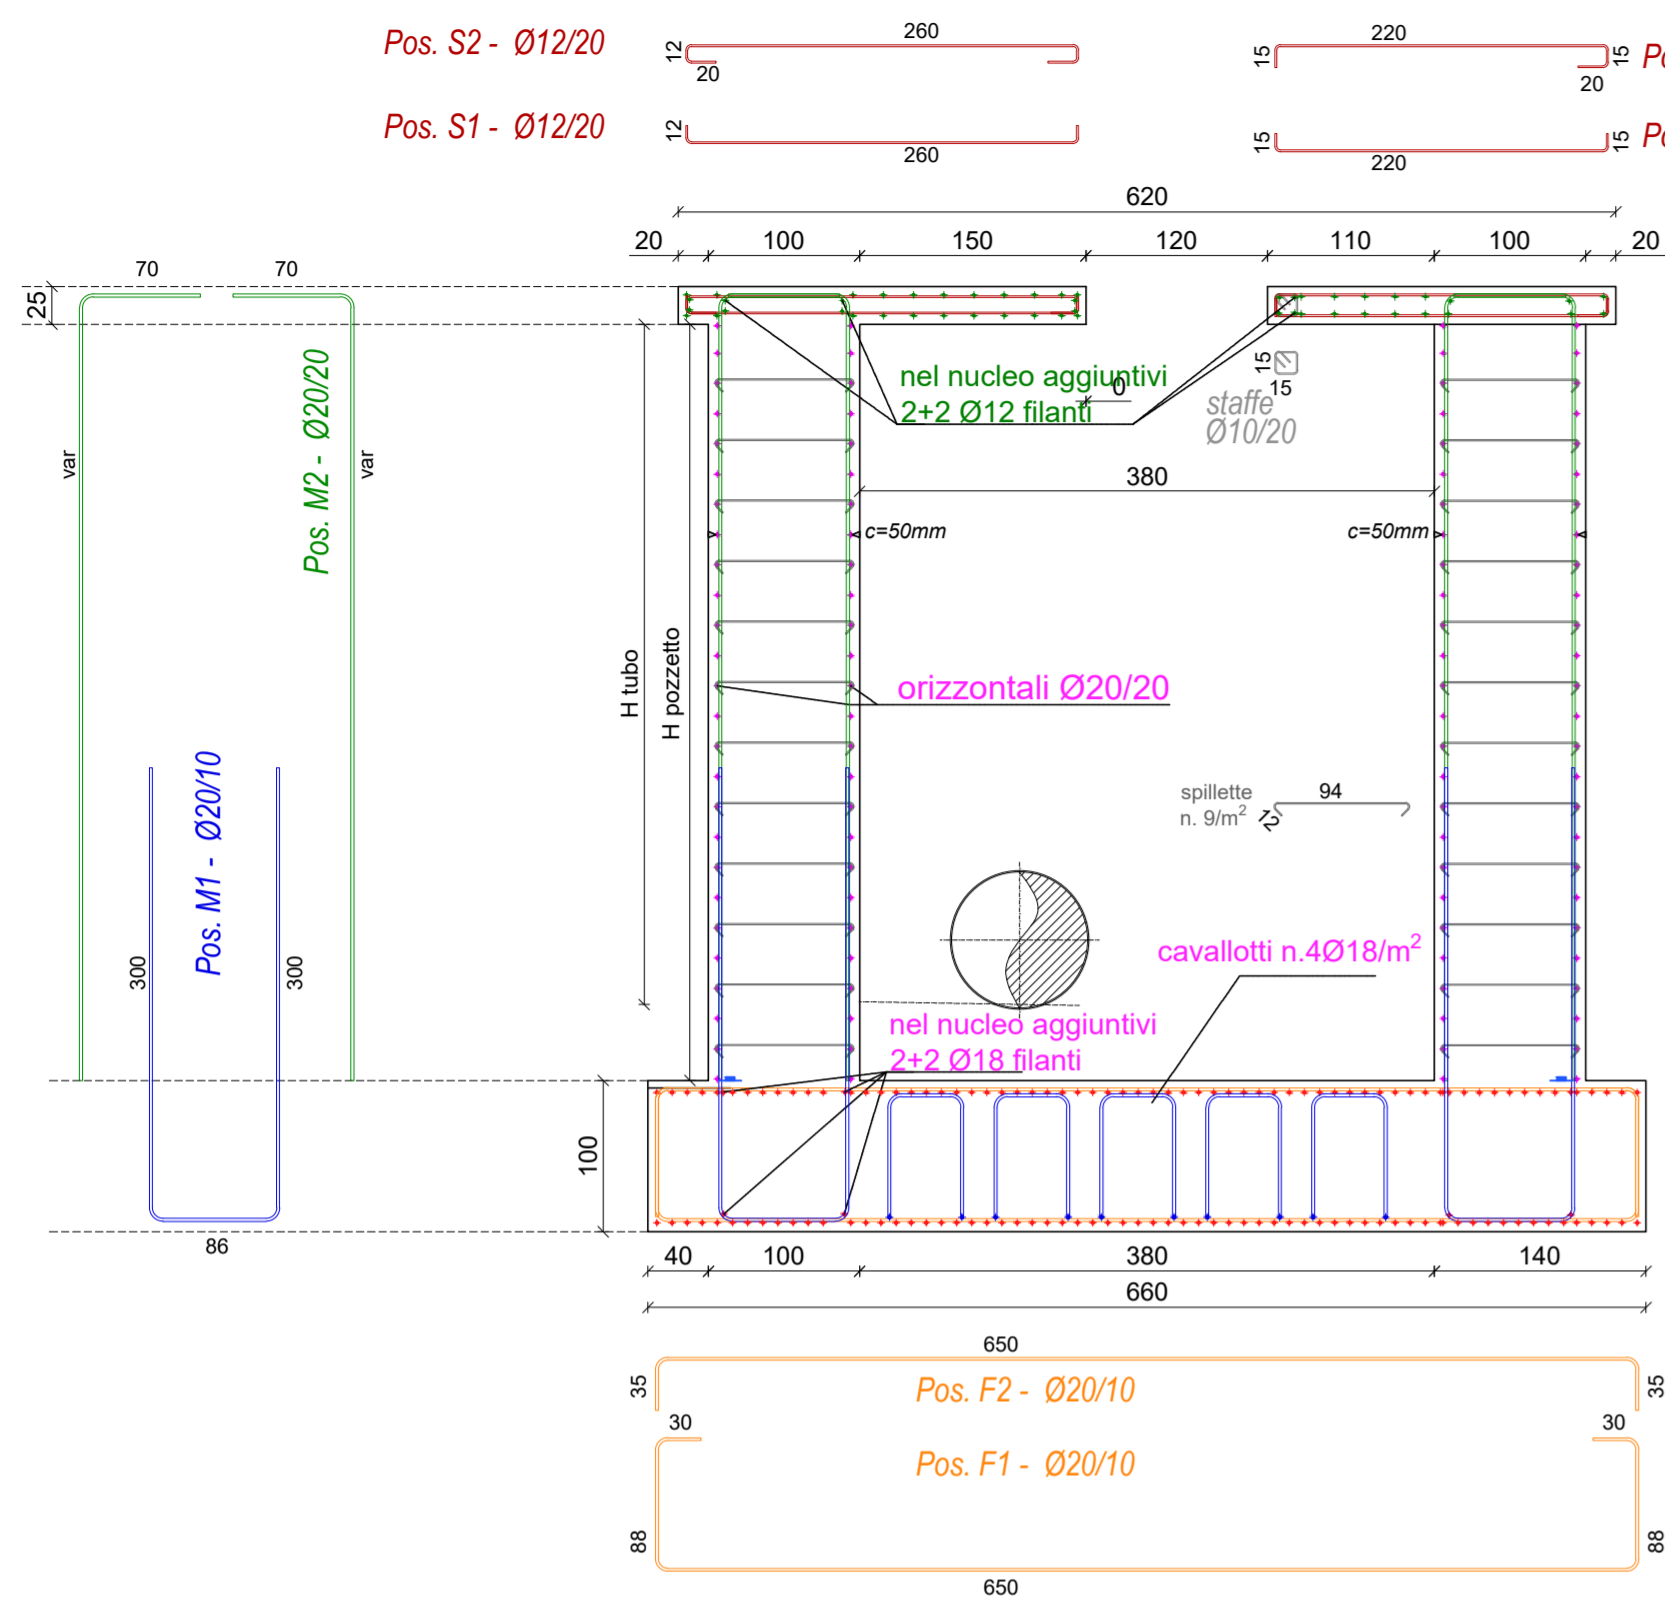 Pos. S2 - Ø12/20
12
260
20
15
220
15
20
Po
Pos. S1 - Ø12/20
12
260
15
220
15
Po
620
20
100
150
120
110
100
20
70
70
25
var
Pos. M2 - Ø20/20
var
nel nucleo aggiuntivi
2+2 Ø12 filanti
0
15
15
staffe
Ø10/20
380
c=50mm
c=50mm
H tubo
H pozzetto
orizzontali Ø20/20
Pos. M1 - Ø20/10
300
300
spillette
n. 9/m²
12
94
cavallotti n.4Ø18/m²
nel nucleo aggiuntivi
2+2 Ø18 filanti
100
86
40
100
380
140
660
650
35
Pos. F2 - Ø20/10
35
30
30
Pos. F1 - Ø20/10
88
88
650